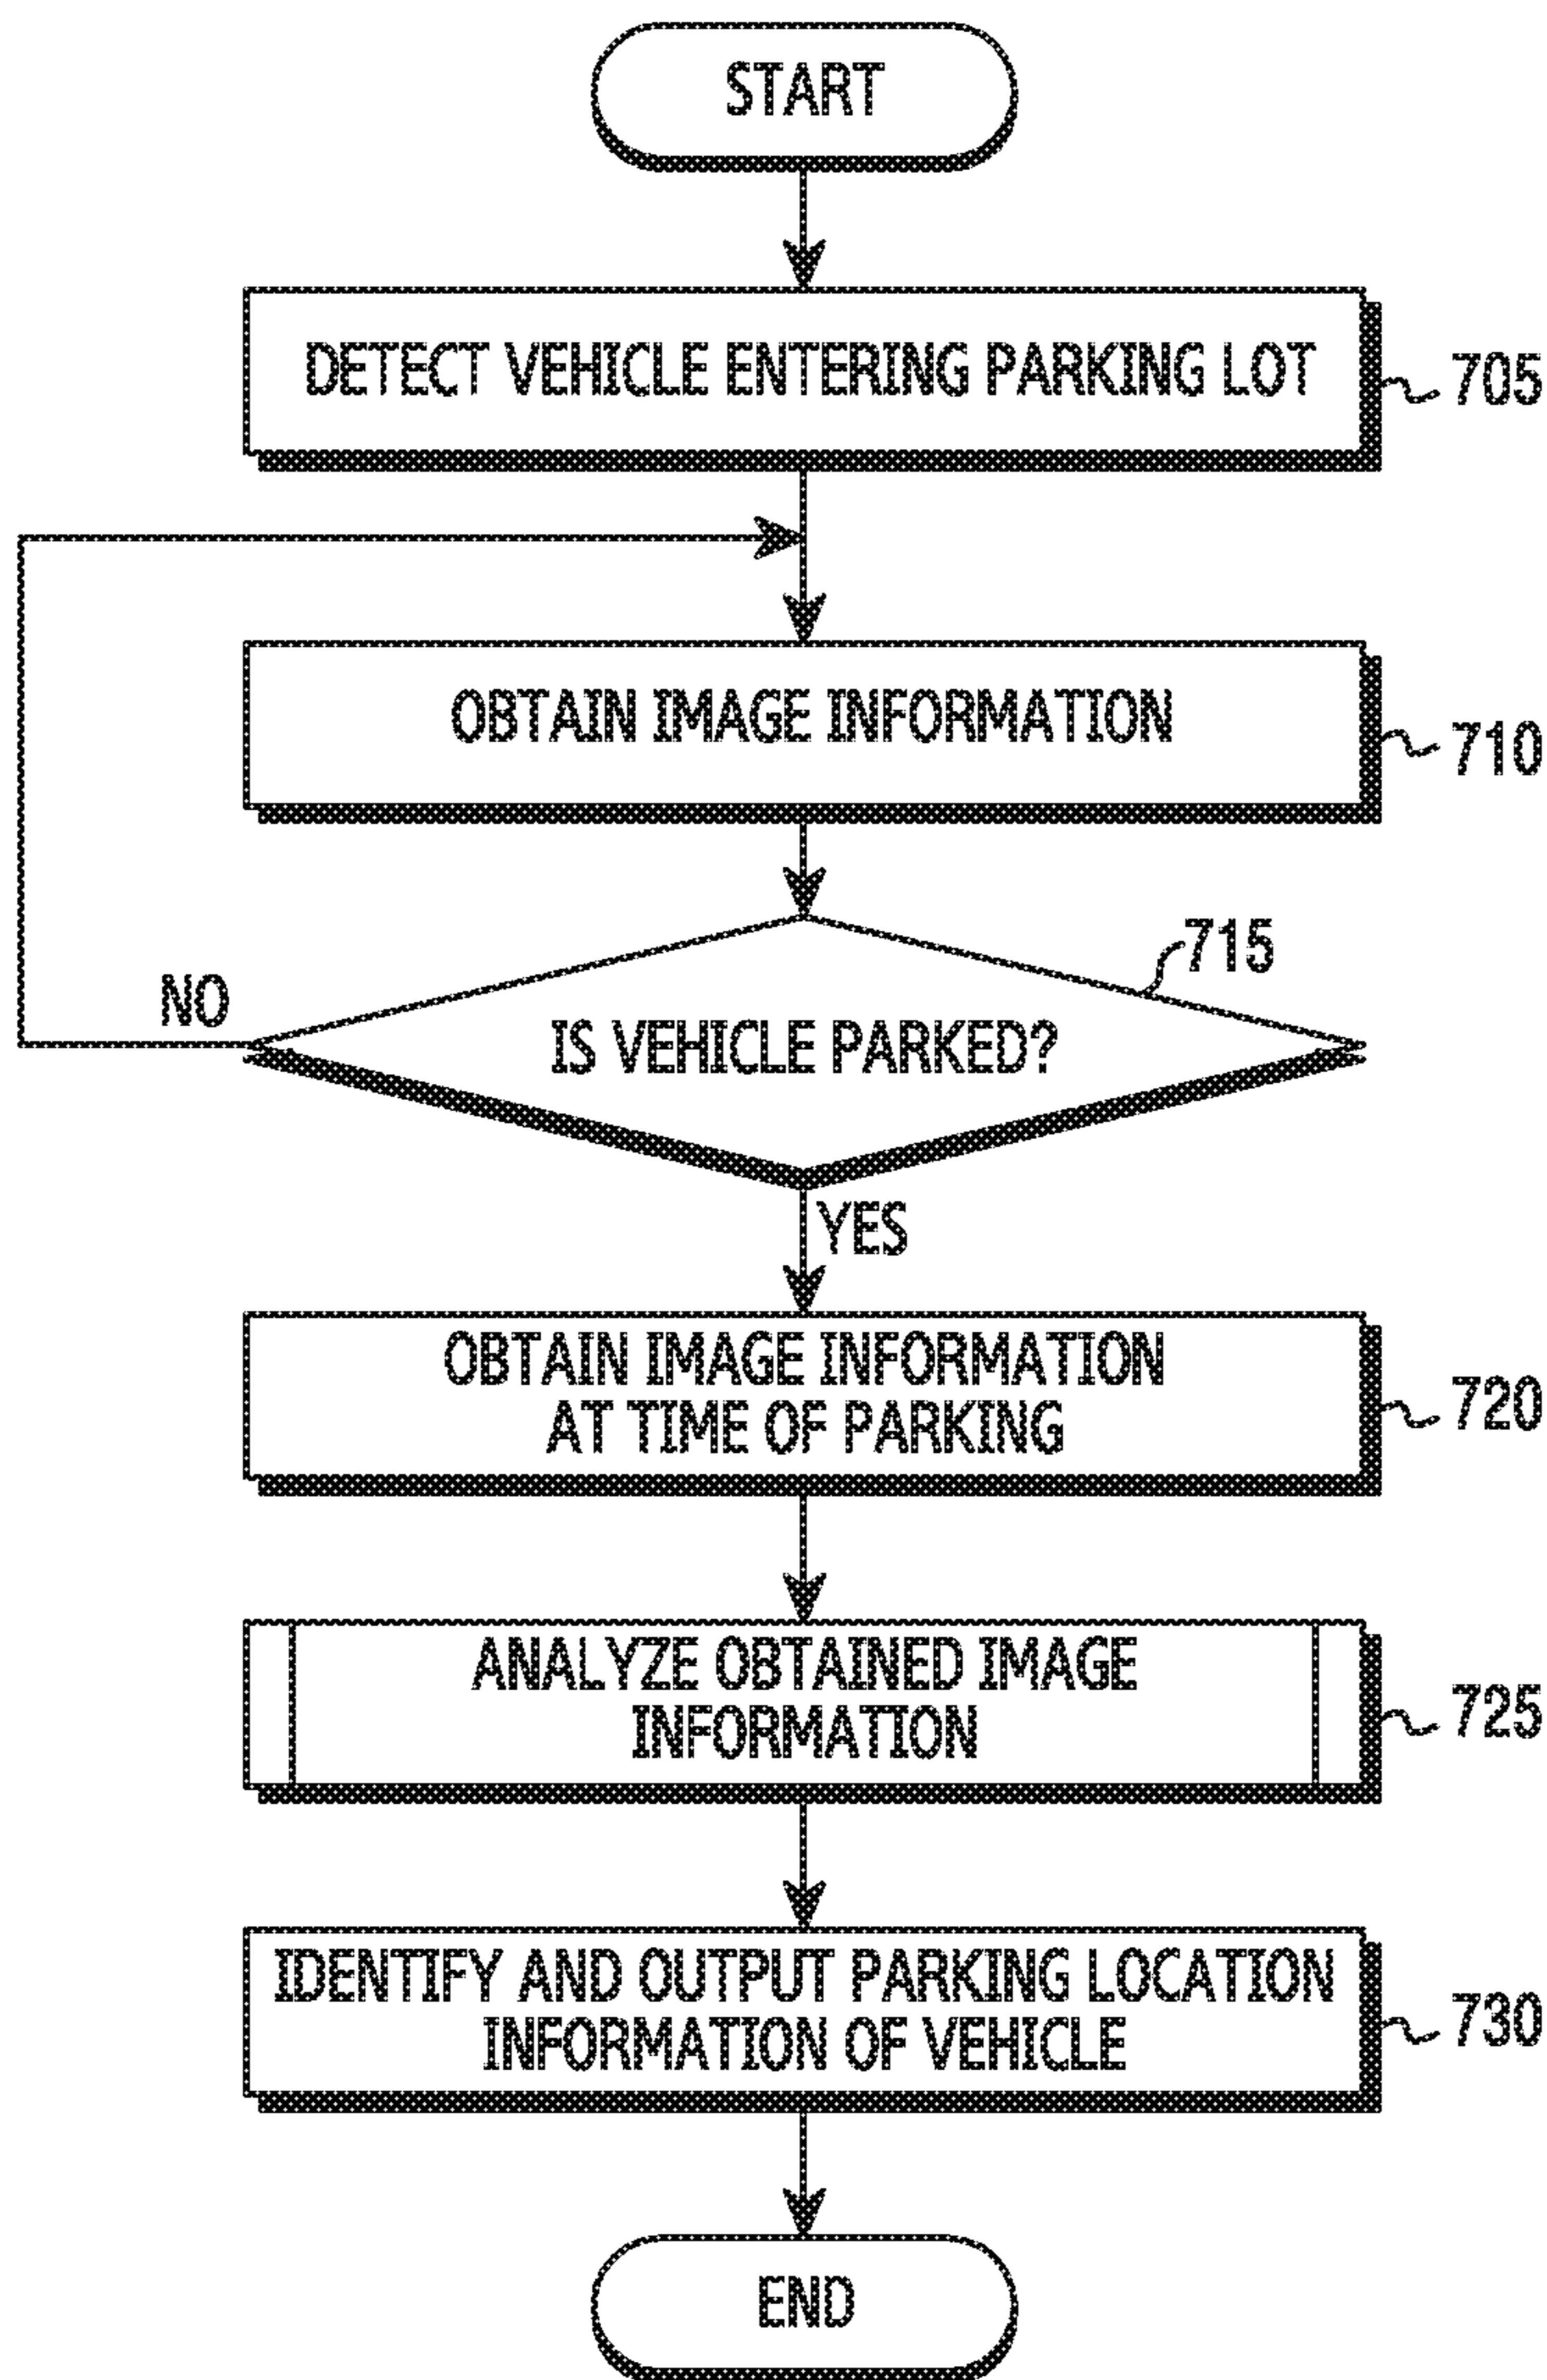 START
DETECT VEHICLE ENTERING PARKING LOT
705
OBTAIN IMAGE INFORMATION
710
715
NO
IS VEHICLE PARKED?
YES
OBTAIN IMAGE INFORMATION
AT TIME OF PARKING
720
ANALYZE OBTAINED IMAGE
INFORMATION
725
IDENTIFY AND OUTPUT PARKING LOCATION
INFORMATION OF VEHICLE
730
END